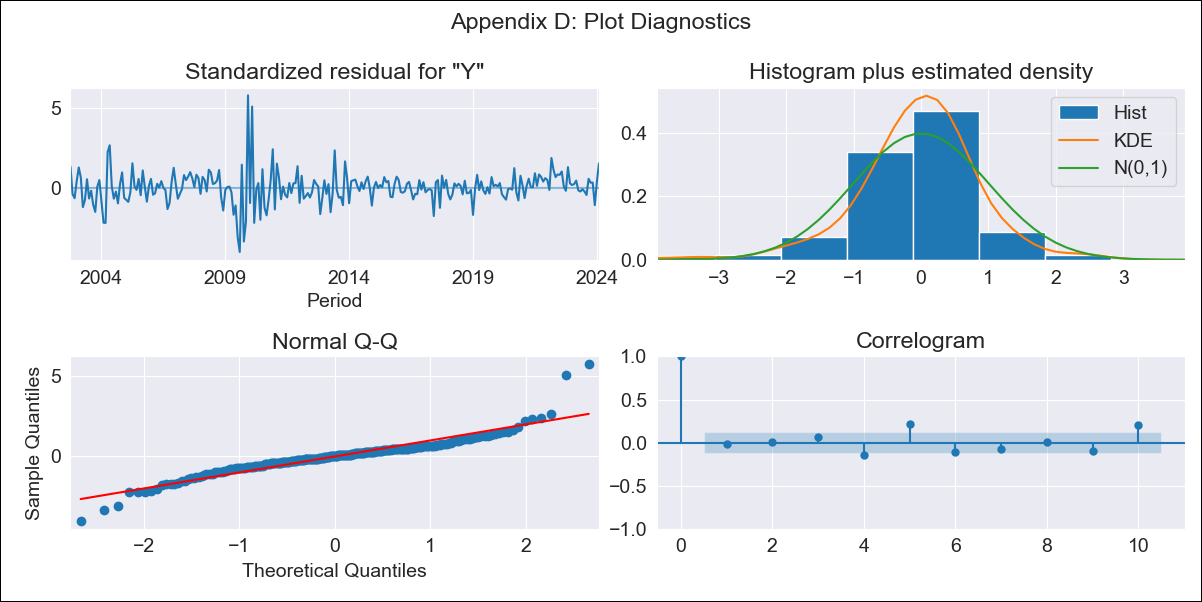 Appendix D: Plot Diagnostics
Standardized residual for "Y"
5
0
2004 2009 2014 2019 2024
Period
Histogram plus estimated density
0.4
0.2
0.0
−3 −2 −1 0 1 2 3
Hist
KDE
N(0,1)
Normal Q-Q
Sample Quantiles
5
0
−2 −1 0 1 2
Theoretical Quantiles
Correlogram
1.0
0.5
0.0
−0.5
−1.0
0 2 4 6 8 10